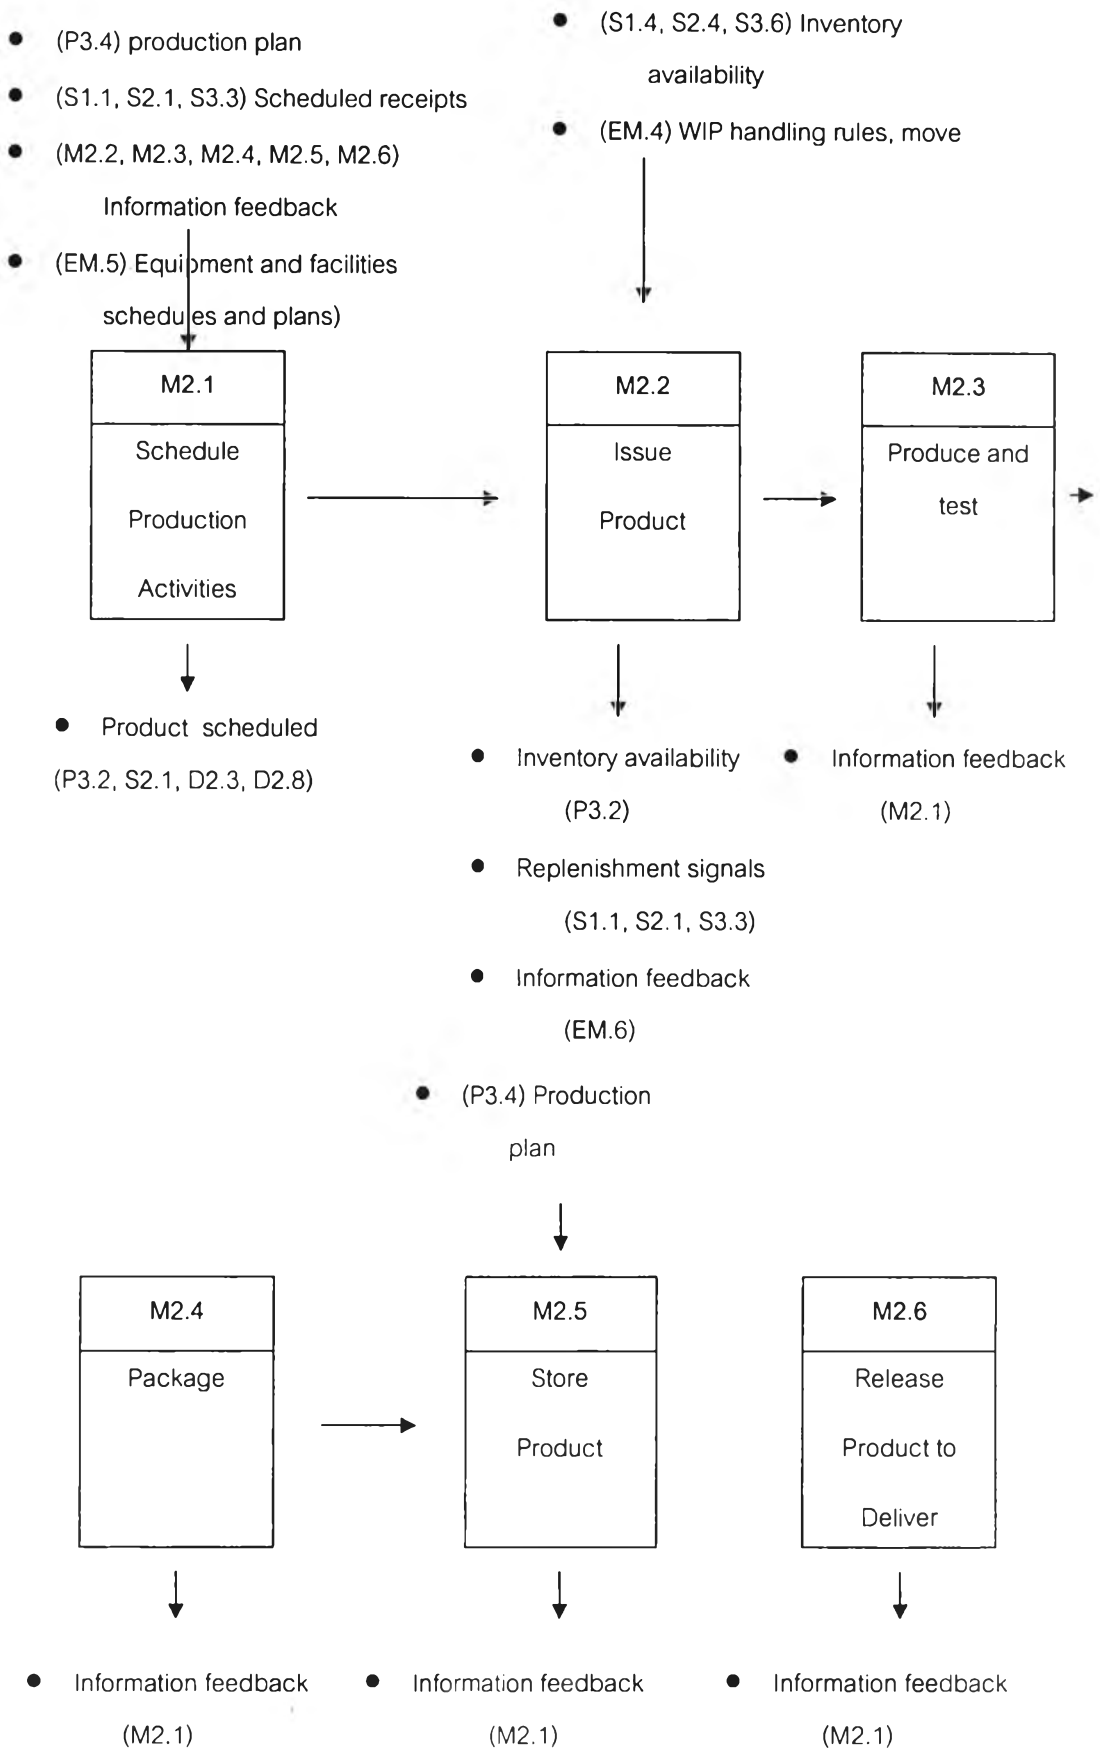 (P3.4) production plan
(S1.1, S2.1, S3.3) Scheduled receipts
(M2.2, M2.3, M2.4, M2.5, M2.6)
Information feedback
(EM.5) Equipment and facilities
schedules and plans)
(S1.4, S2.4, S3.6) Inventory
availability
(EM.4) WIP handling rules, move
M2.1
Schedule
Production
Activities
M2.2
Issue
Product
M2.3
Produce and
test
Product scheduled
(P3.2, S2.1, D2.3, D2.8)
Inventory availability
(P3.2)
Replenishment signals
(S1.1, S2.1, S3.3)
Information feedback
(EM.6)
Information feedback
(M2.1)
(P3.4) Production
plan
M2.4
Package
M2.5
Store
Product
M2.6
Release
Product to
Deliver
Information feedback
(M2.1)
Information feedback
(M2.1)
Information feedback
(M2.1)